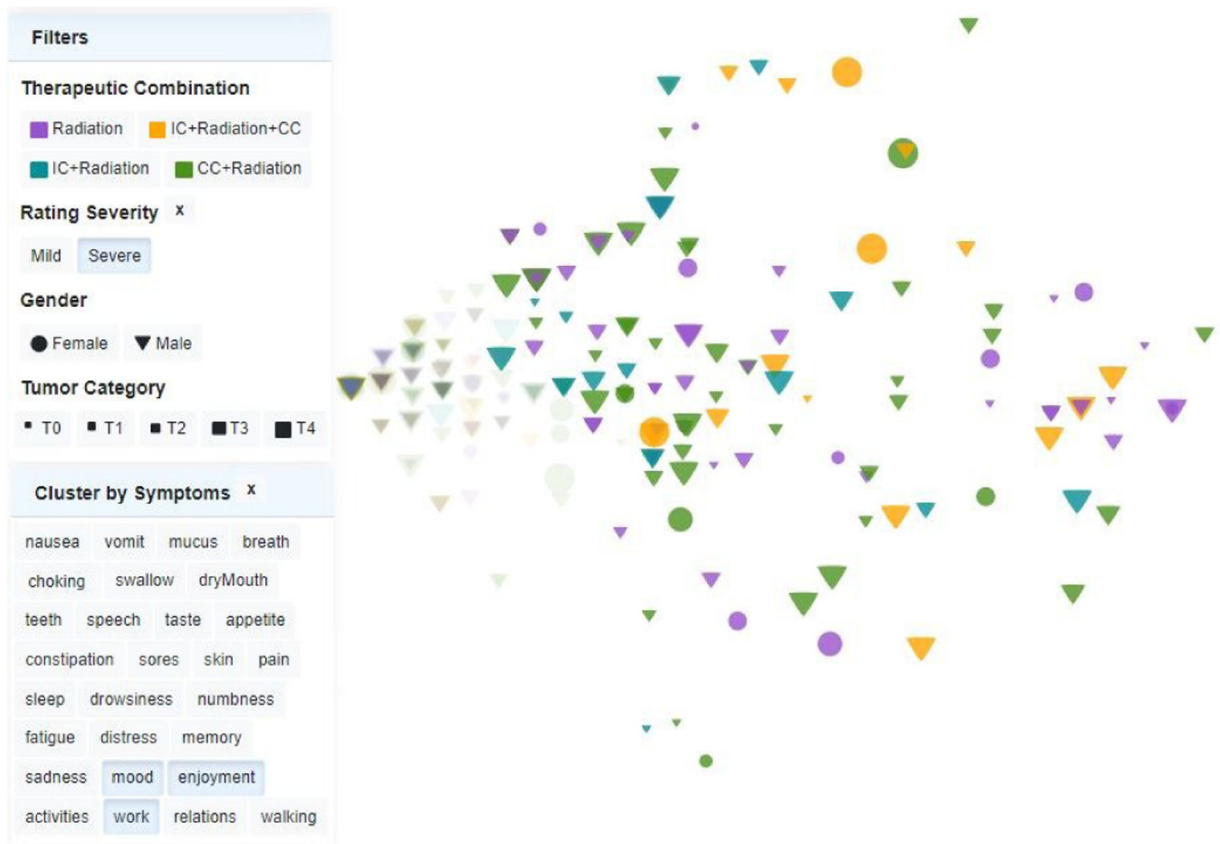 Filters
Therapeutic Combination
Radiation IC+Radiation+CC
IC+Radiation CC+Radiation
Rating Severity x
Mild Severe
Gender
Female Male
Tumor Category
T0 T1 T2 T3 T4
Cluster by Symptoms x
nausea vomit mucus breath
choking swallow dryMouth
teeth speech taste appetite
constipation sores skin pain
sleep drowsiness numbness
fatigue distress memory
sadness mood enjoyment
activities work relations walking